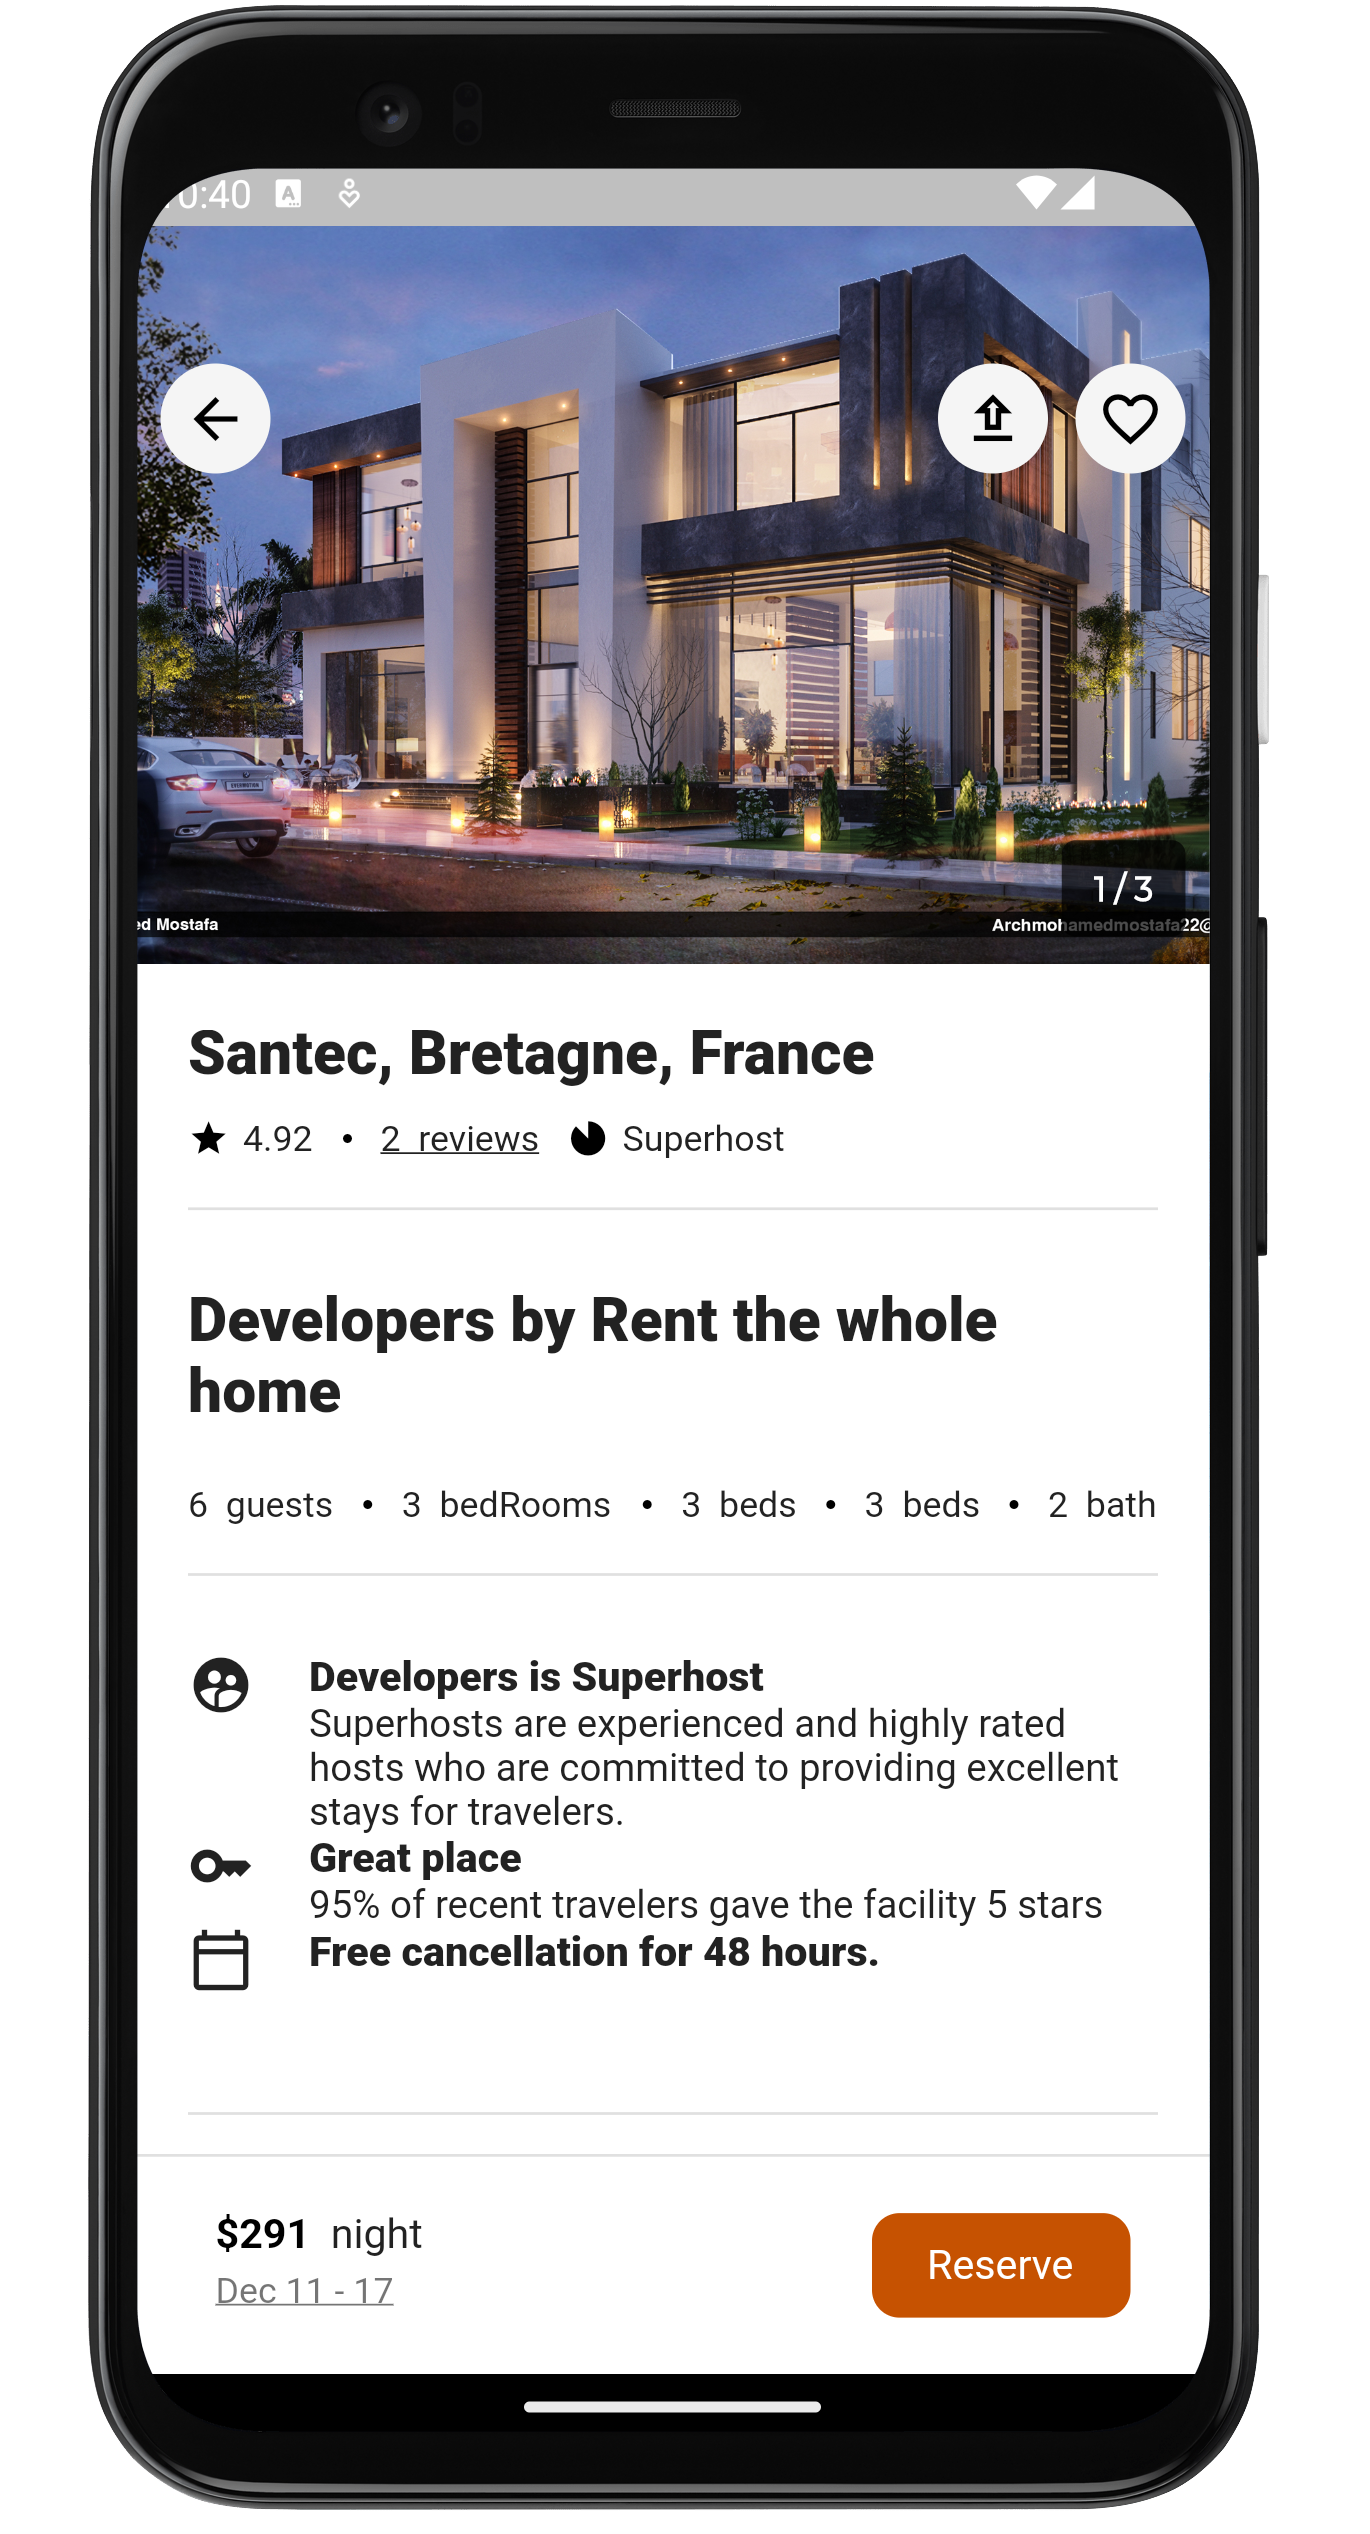 0:40
EVERMOTION
1/3
ed Mostafa
Archmohamedmostafa22@
Santec, Bretagne, France
4.92 • 2 reviews Superhost
Developers by Rent the whole
home
6 guests • 3 bedRooms • 3 beds • 3 beds • 2 bath
Developers is Superhost
Superhosts are experienced and highly rated
hosts who are committed to providing excellent
stays for travelers.
Great place
95% of recent travelers gave the facility 5 stars
Free cancellation for 48 hours.
$291 night
Dec 11 - 17
Reserve